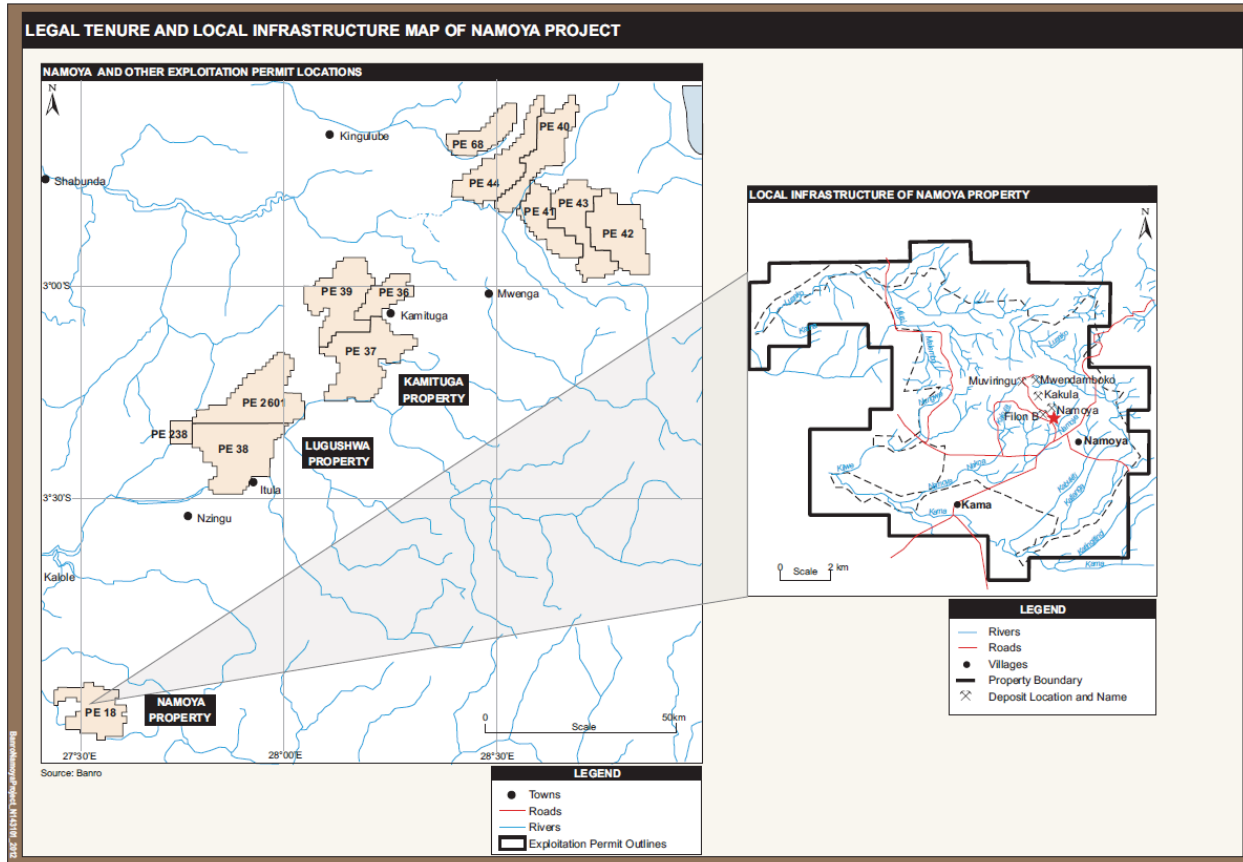 LEGAL TENURE AND LOCAL INFRASTRUCTURE MAP OF NAMOYA PROJECT
NAMOYA AND OTHER EXPLOITATION PERMIT LOCATIONS
N
Kingulube
Shabunda
PE 68
PE 40
PE 44
PE 41
PE 43
PE 42
3°00'S
PE 39
PE 36
Kamituga
Mwenga
PE 37
KAMITUGA
PROPERTY
PE 2601
PE 238
PE 38
LUGUSHWA
PROPERTY
Itula
3°30'S
Nzingu
Kalole
PE 18
NAMOYA
PROPERTY
0
50km
Scale
27°30'E
28°00'E
28°30'E
Source: Banro
LEGEND
Towns
Roads
Rivers
Exploitation Permit Outlines
LOCAL INFRASTRUCTURE OF NAMOYA PROPERTY
N
Muviringu
Mwendamboko
Kakula
Namoya
Filon B
Namoya
Kama
Kama
Kama
0
Scale
2 km
LEGEND
Rivers
Roads
Villages
Property Boundary
Deposit Location and Name